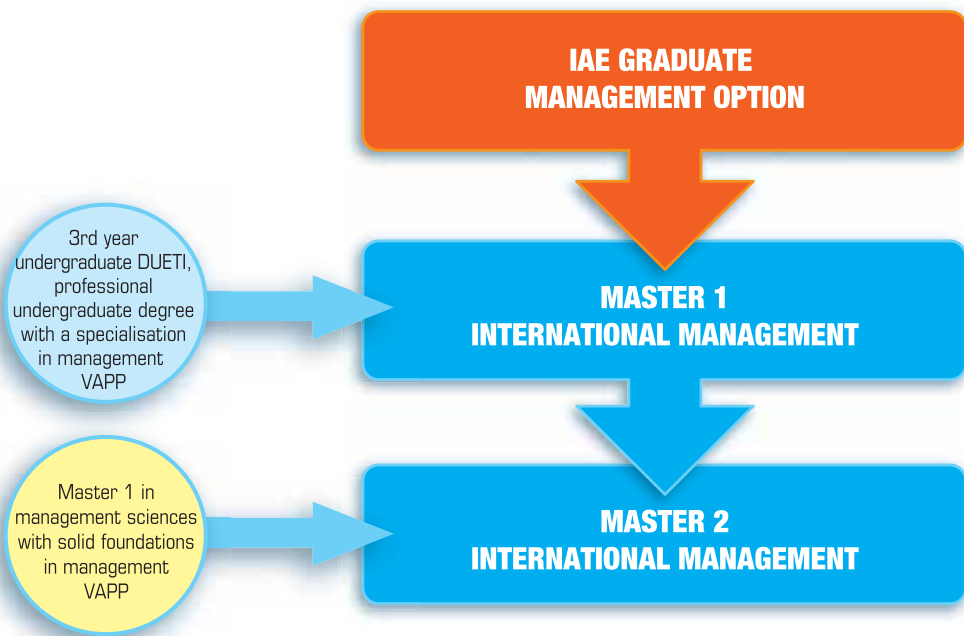 IAE GRADUATE
MANAGEMENT OPTION
3rd year
undergraduate DUETI,
professional
undergraduate degree
with a specialisation
in management
VAPP
MASTER 1
INTERNATIONAL MANAGEMENT
Master 1 in
management sciences
with solid foundations
in management
VAPP
MASTER 2
INTERNATIONAL MANAGEMENT